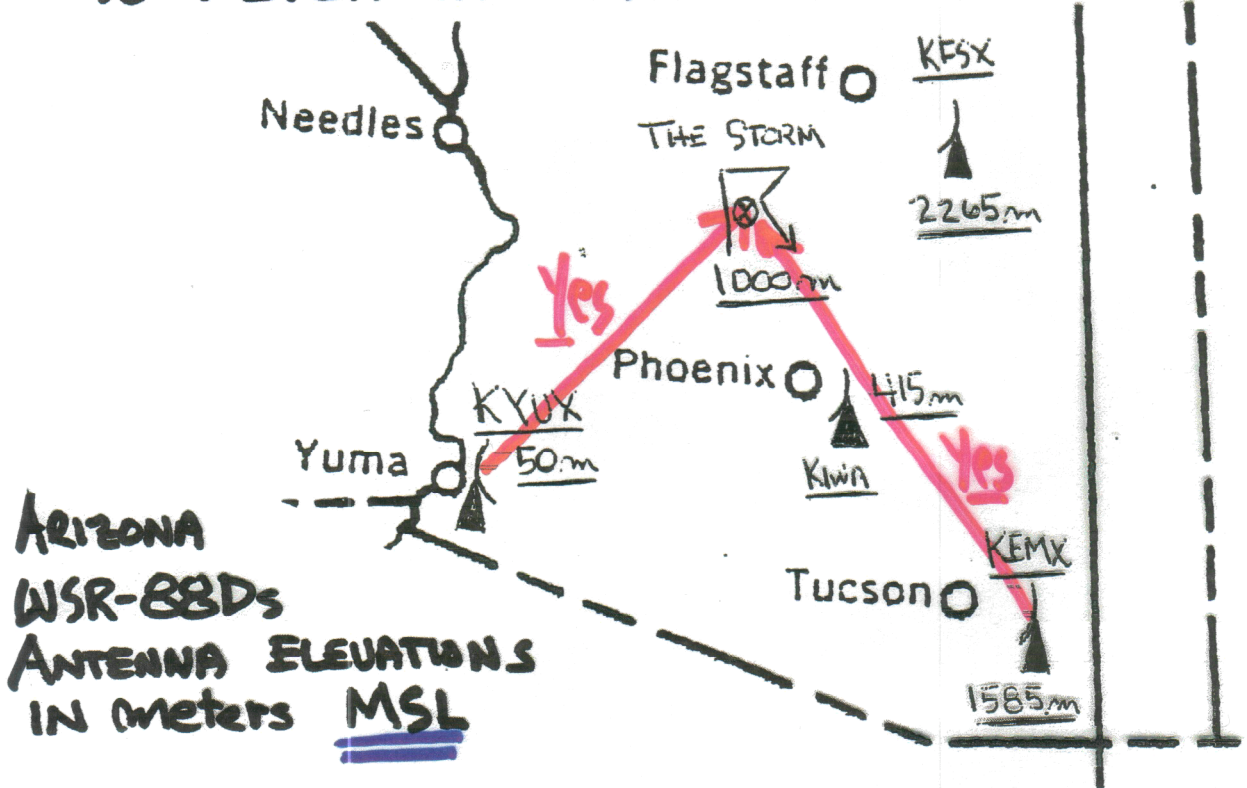 Flagstaff
KFSX
Needles
THE STORM
2265m
1000m
Yes
Phoenix
KYUX
415m
Yuma
50m
KIWA
Yes
ARIZONA
WSR-88Ds
ANTENNA ELEVATIONS
IN meters MSL
KEMX
Tucson
1585m